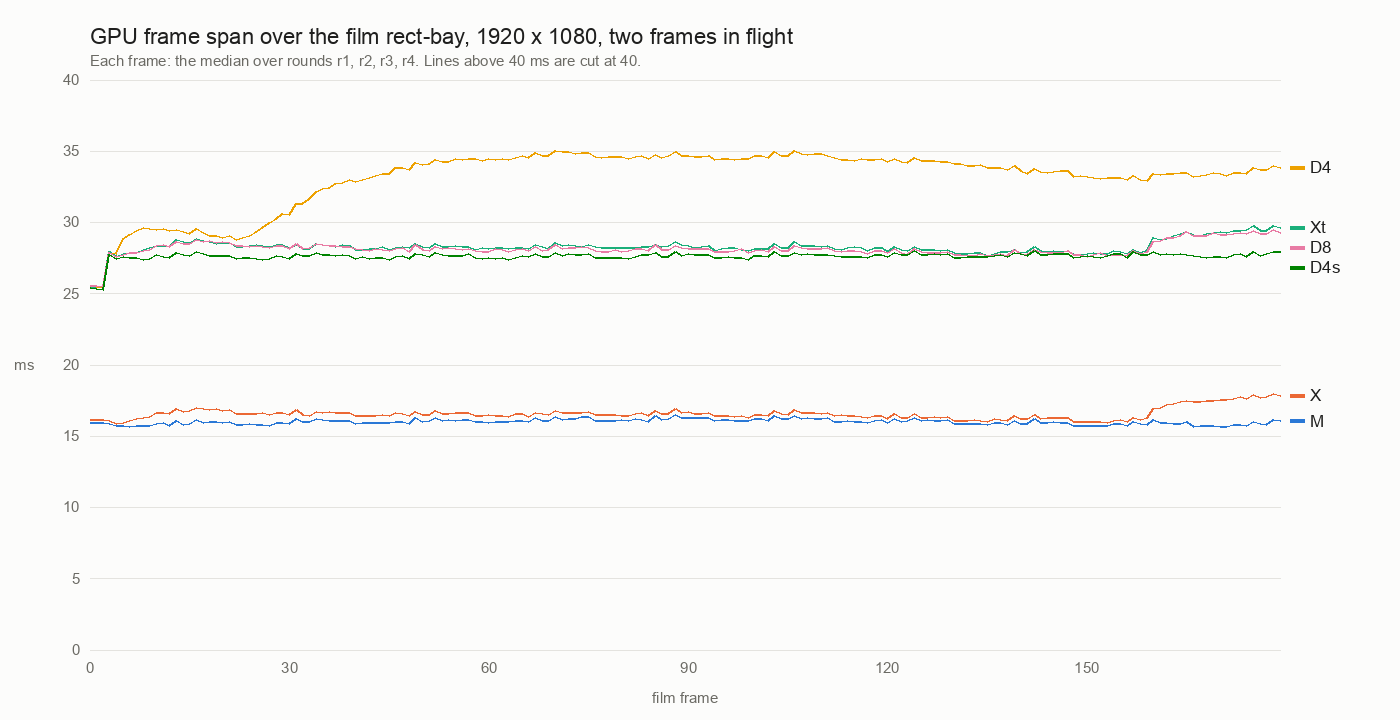 GPU frame span over the film rect-bay, 1920 x 1080, two frames in flight
Each frame: the median over rounds r1, r2, r3, r4. Lines above 40 ms are cut at 40.
40
35
30
25
20
15
10
5
0
ms
D4
Xt
D8
D4s
X
M
0 30 60 90 120 150
film frame